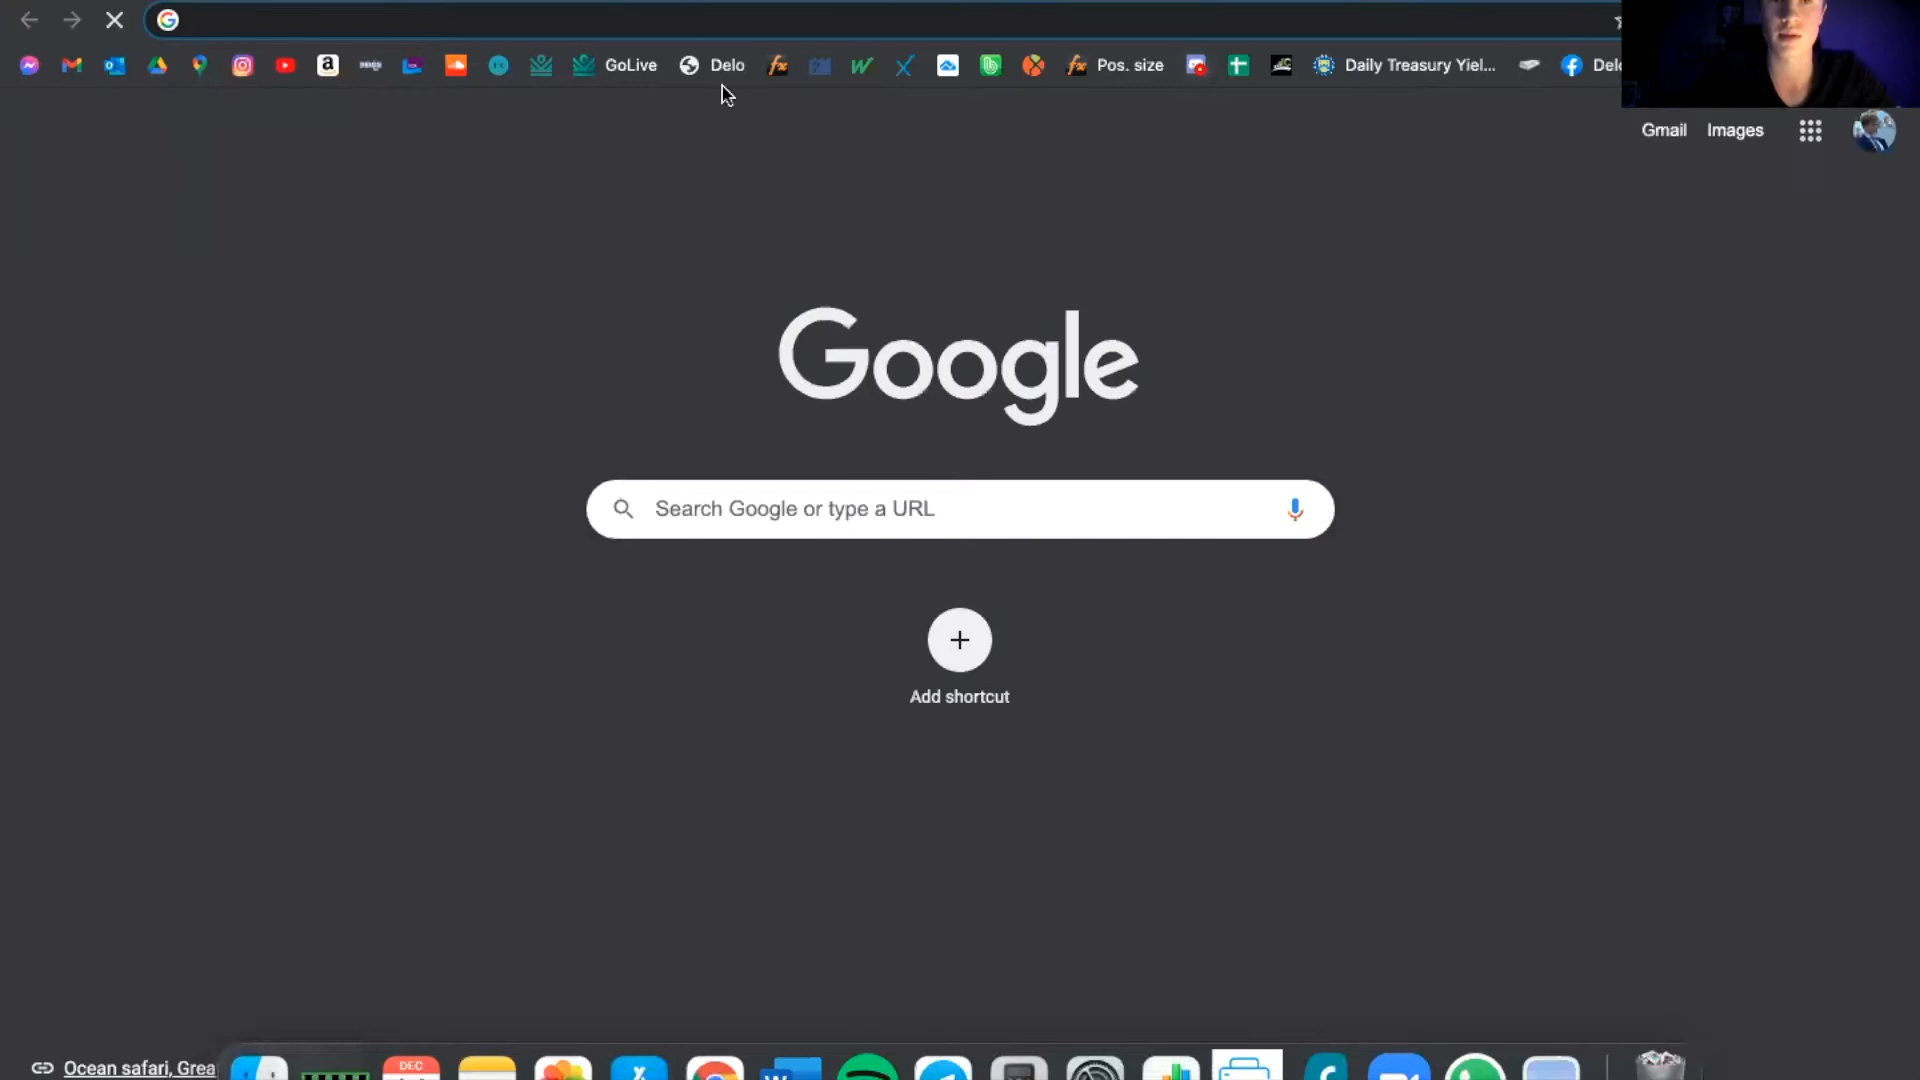 GoLive Delo Pos. size Daily Treasury Yiel...
Gmail Images
Google
Search Google or type a URL
Add shortcut
Ocean safari, Grea
DEC